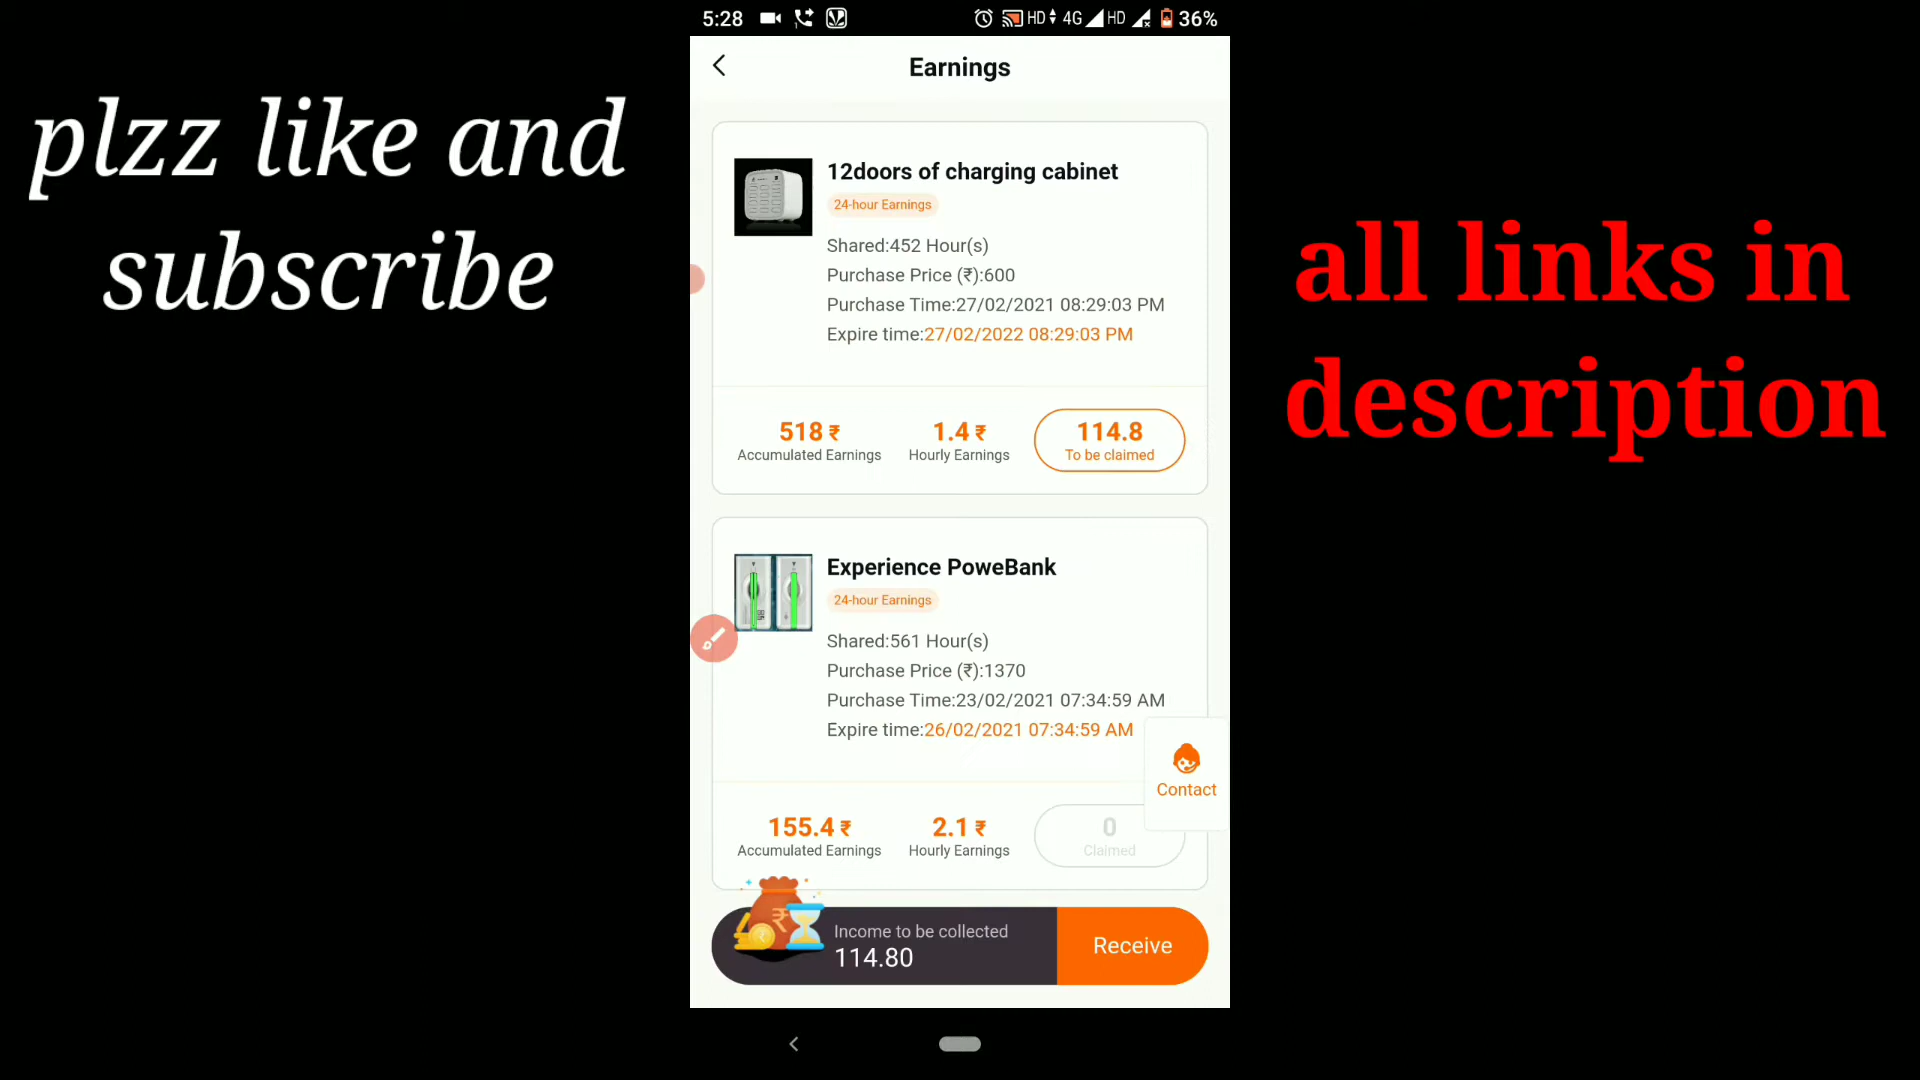 5:28
HD 4G HD 36%
plzz like and
subscribe
all links in
description
Earnings
12doors of charging cabinet
24-hour Earnings
Shared:452 Hour(s)
Purchase Price (₹):600
Purchase Time:27/02/2021 08:29:03 PM
Expire time:27/02/2022 08:29:03 PM
518 ₹ 1.4 ₹ 114.8
Accumulated Earnings Hourly Earnings To be claimed
Experience PoweBank
24-hour Earnings
Shared:561 Hour(s)
Purchase Price (₹):1370
Purchase Time:23/02/2021 07:34:59 AM
Expire time:26/02/2021 07:34:59 AM
Contact
155.4 ₹ 2.1 ₹ 0
Accumulated Earnings Hourly Earnings Claimed
Income to be collected
114.80
Receive